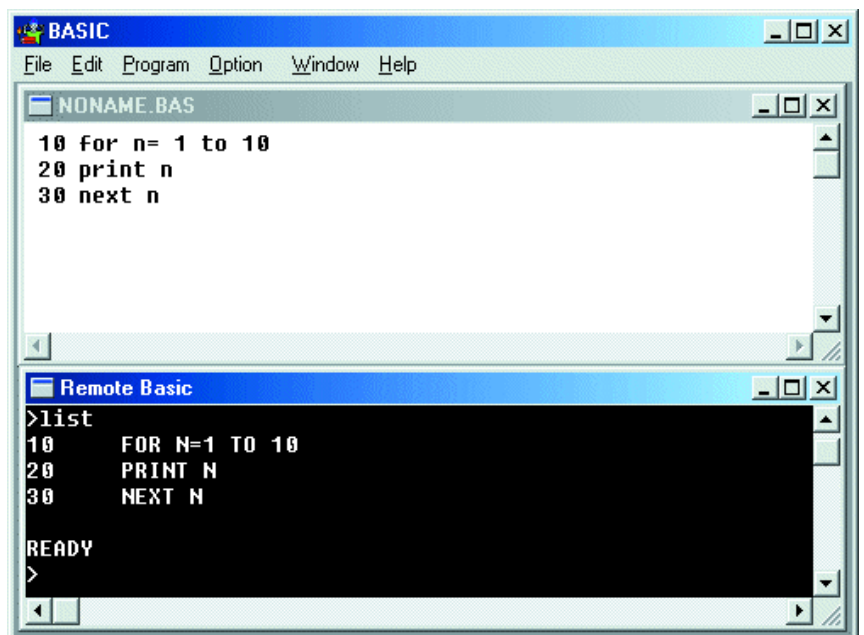 BASIC
File Edit Program Option Window Help
NONAME.BAS
10 for n= 1 to 10
20 print n
30 next n
Remote Basic
>list
10 FOR N=1 TO 10
20 PRINT N
30 NEXT N
READY
>